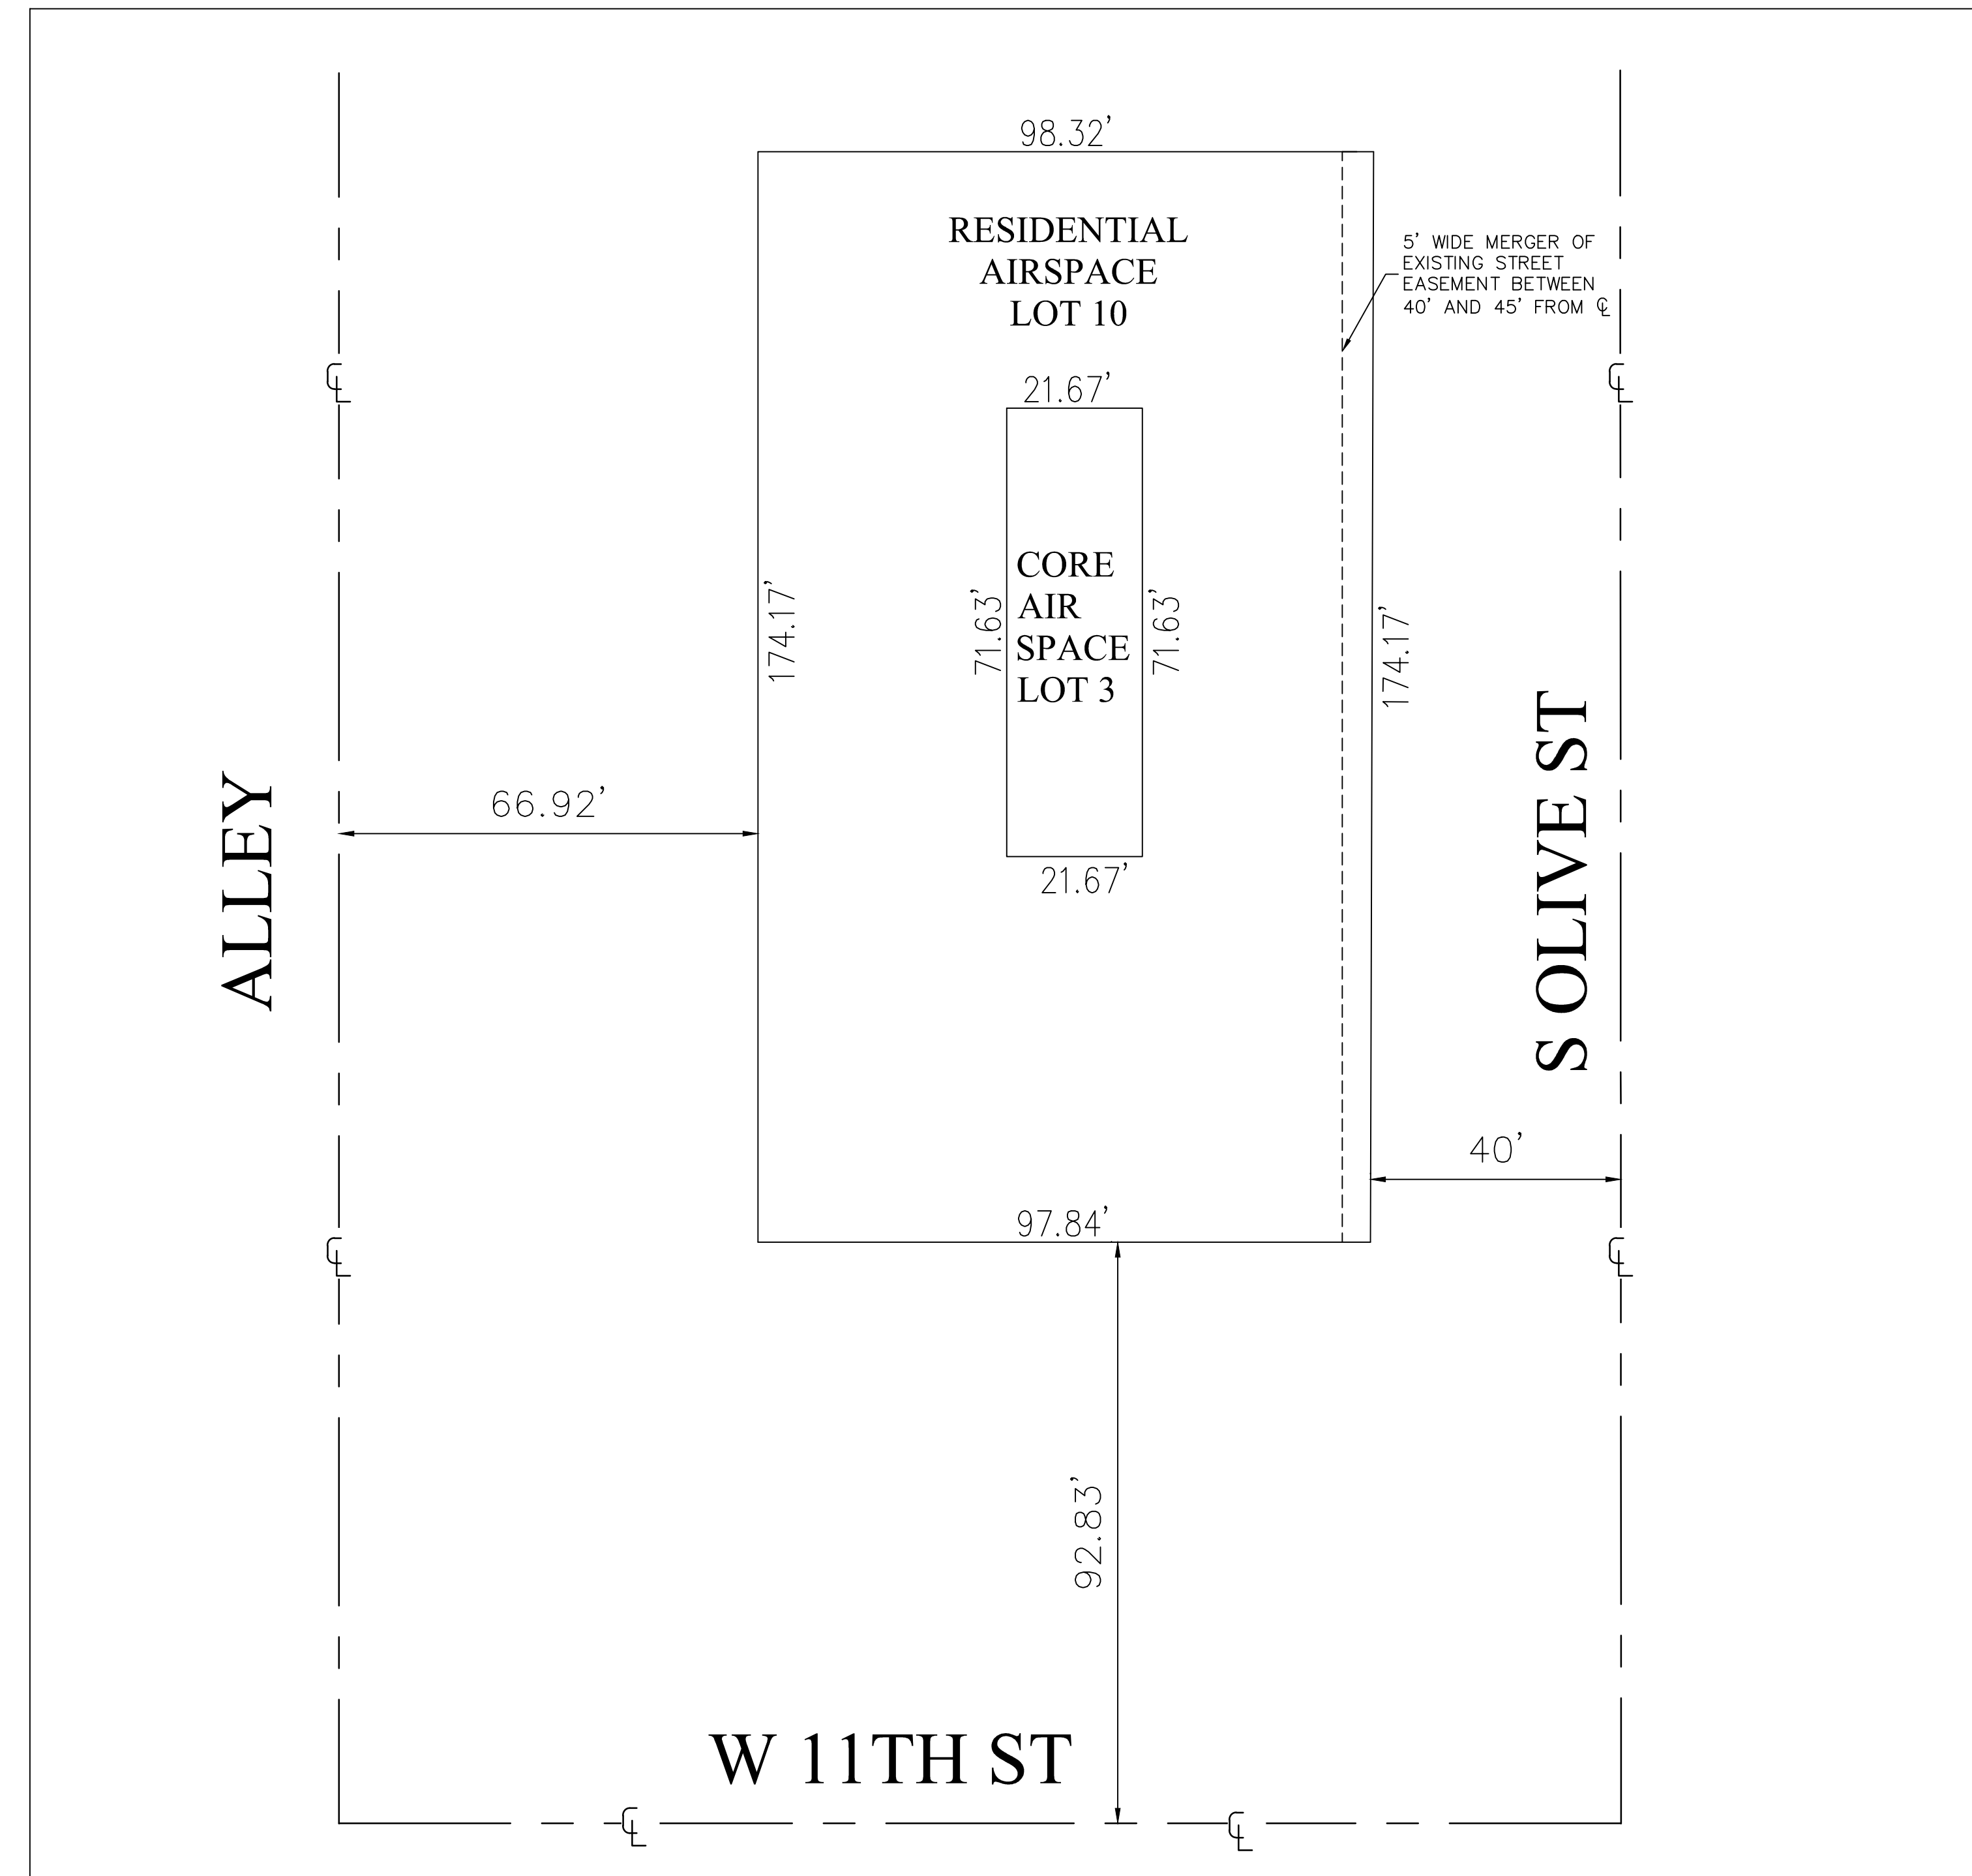 98.32'
RESIDENTIAL
AIRSPACE
LOT 10
5' WIDE MERGER OF
EXISTING STREET
EASEMENT BETWEEN
40' AND 45' FROM ℄
℄
℄
21.67'
CORE
AIR
SPACE
LOT 3
71.63'
71.63'
174.17'
174.17'
21.67'
66.92'
ALLEY
S OLIVE ST
40'
97.84'
℄
℄
92.83'
W 11TH ST
℄
℄